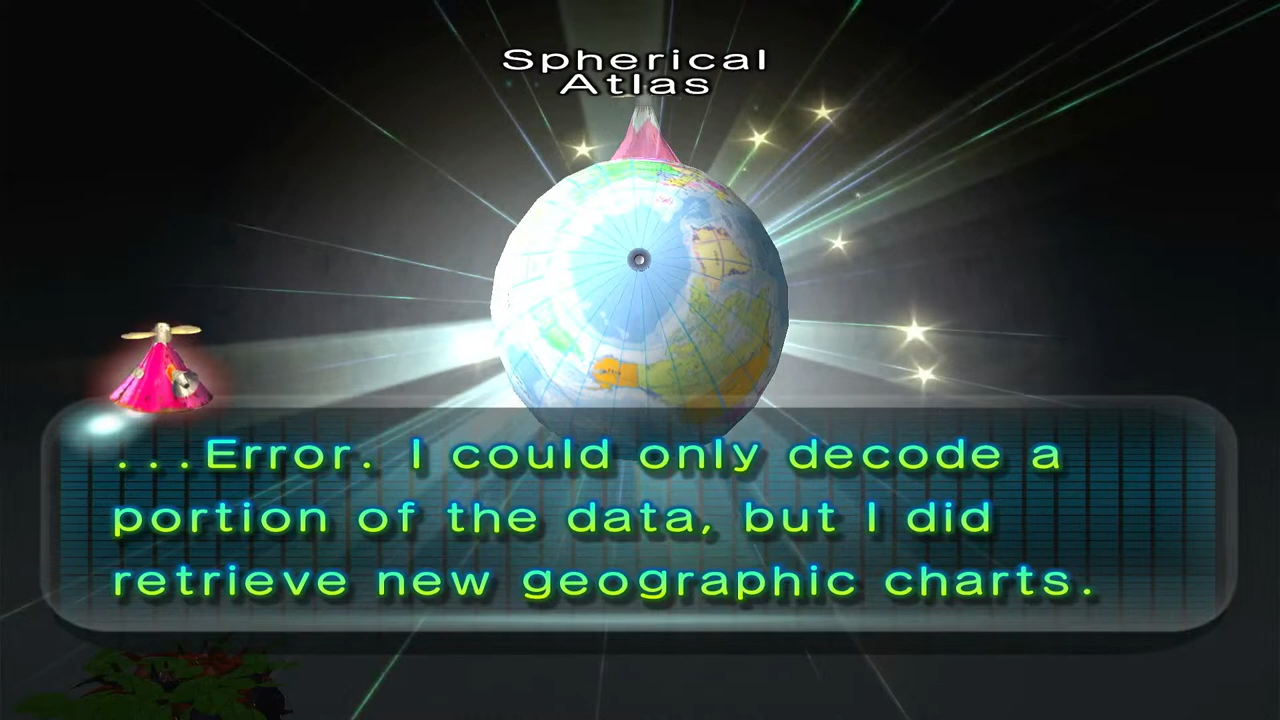 Spherical
Atlas
...Error. I could only decode a
portion of the data, but I did
retrieve new geographic charts.